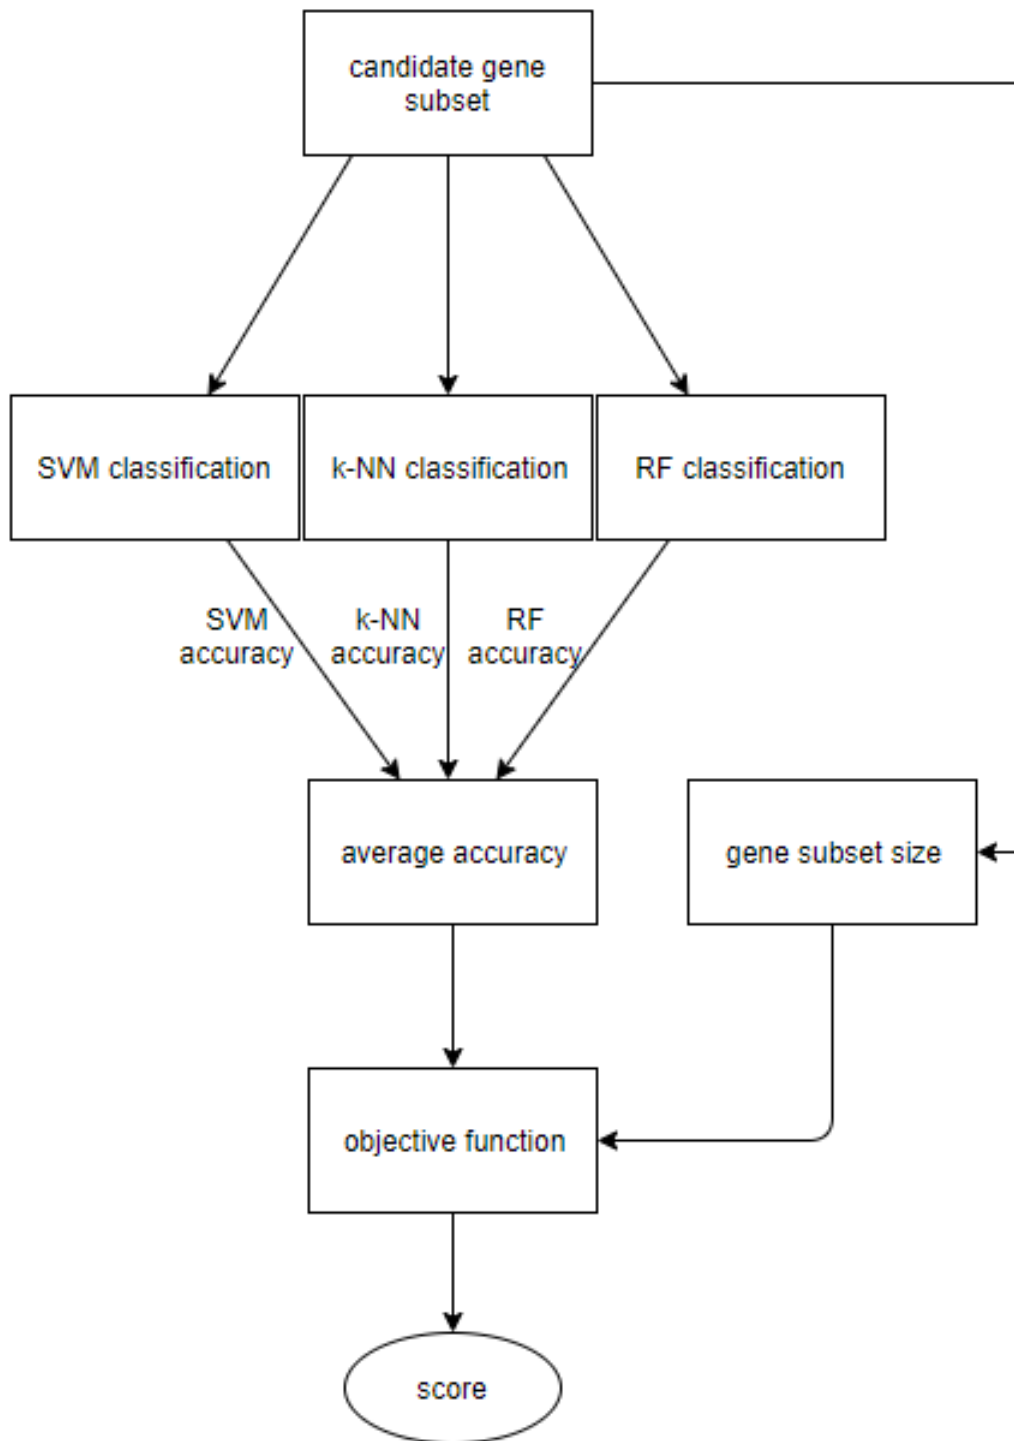 candidate gene
subset
SVM classification
k-NN classification
RF classification
SVM
accuracy
k-NN
accuracy
RF
accuracy
average accuracy
gene subset size
objective function
score